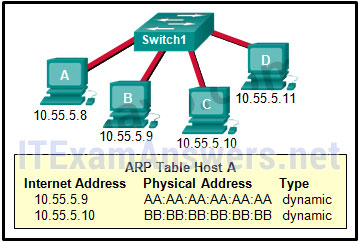 Switch1
A
B
C
D
10.55.5.8
10.55.5.9
10.55.5.10
10.55.5.11
ITExamAnswers.net
ARP Table Host A
Internet Address Physical Address Type
10.55.5.9 AA:AA:AA:AA:AA:AA dynamic
10.55.5.10 BB:BB:BB:BB:BB:BB dynamic